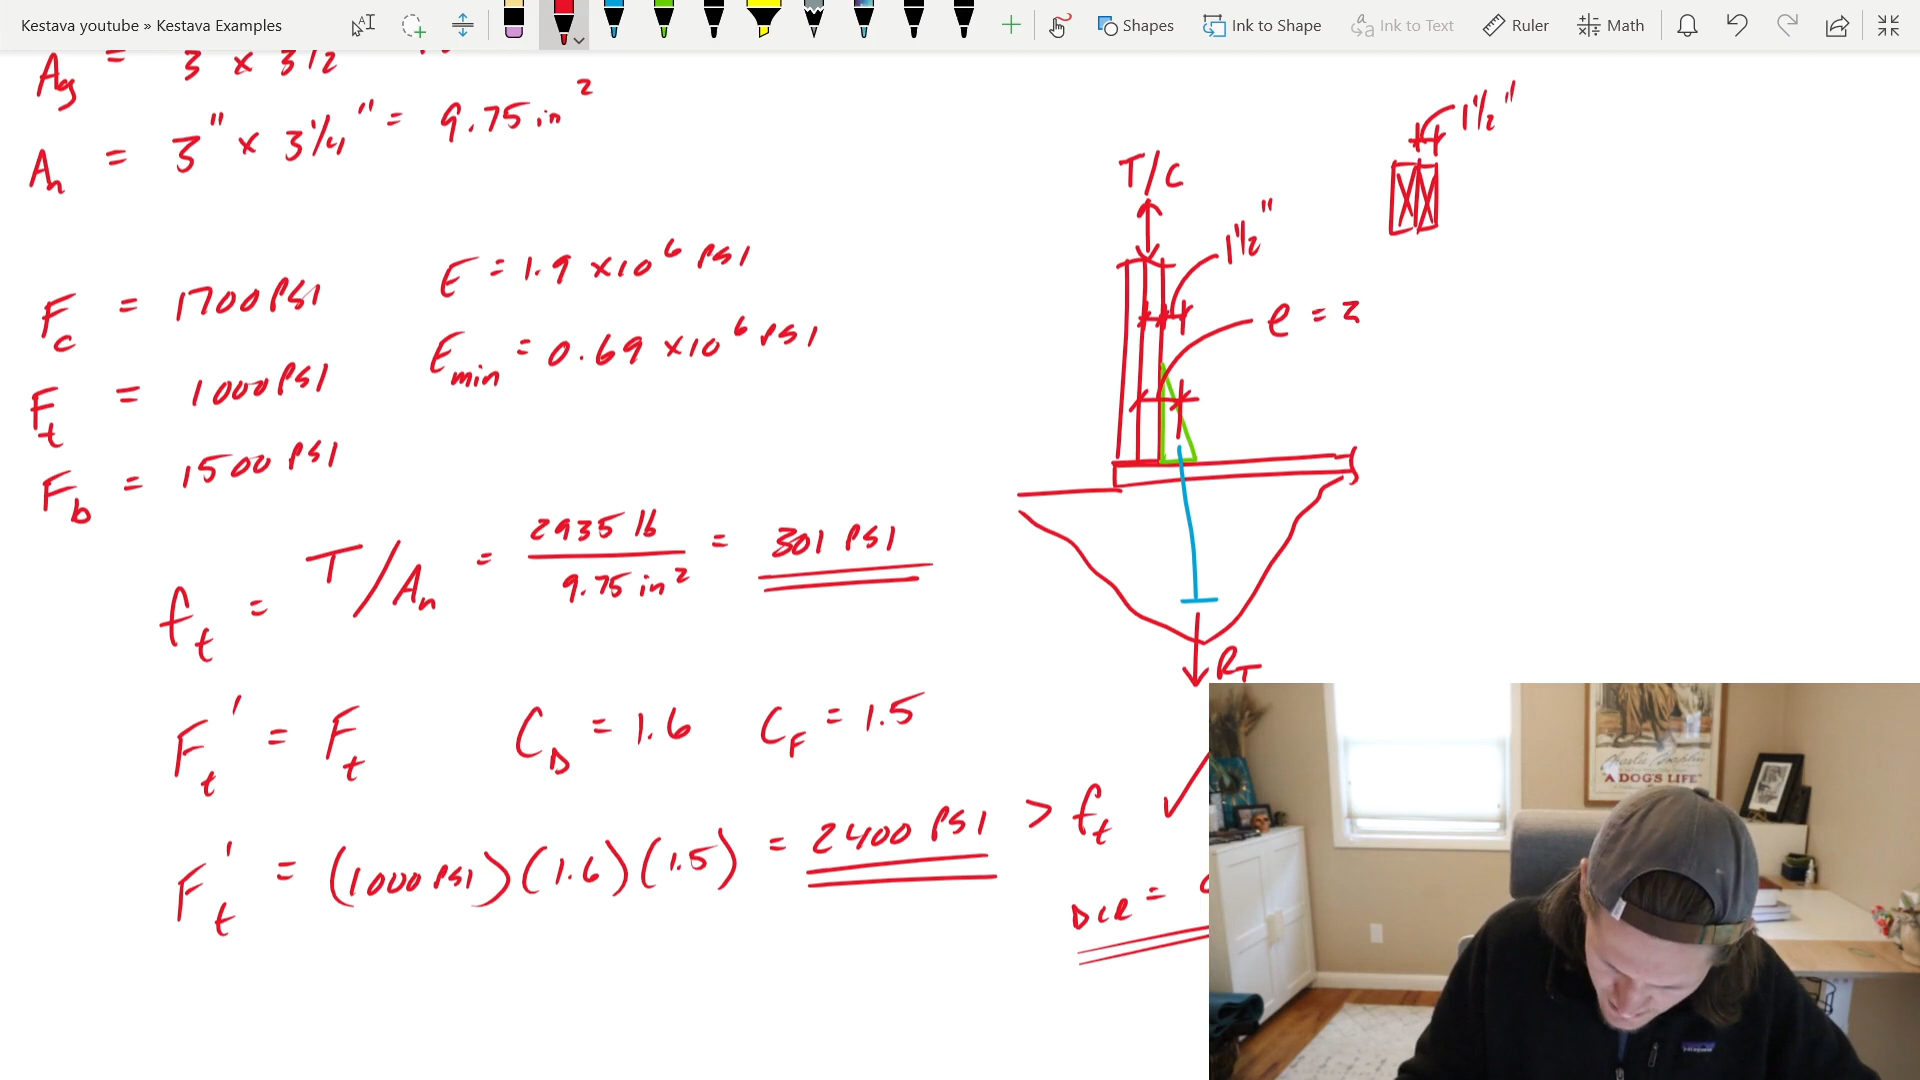 Kestava youtube » Kestava Examples
Shapes
Ink to Shape
Ink to Text
Ruler
Math
Ag = 3 x 3 1/2
An = 3" x 3 1/4" = 9.75 in²
Fc = 1700 PSI
E = 1.9 x10⁶ PSI
Ft = 1000 PSI
Emin = 0.69 x10⁶ PSI
Fb = 1500 PSI
ft = T/An = 2935 lb / 9.75 in² = 301 PSI
Ft' = Ft
CD = 1.6
CF = 1.5
Ft' = (1000 PSI)(1.6)(1.5) = 2400 PSI > ft ✓
DCR =
T/C
1 1/2"
1 1/2"
e = 2
RT
Charlie Chaplin
"A DOG'S LIFE"
patagonia